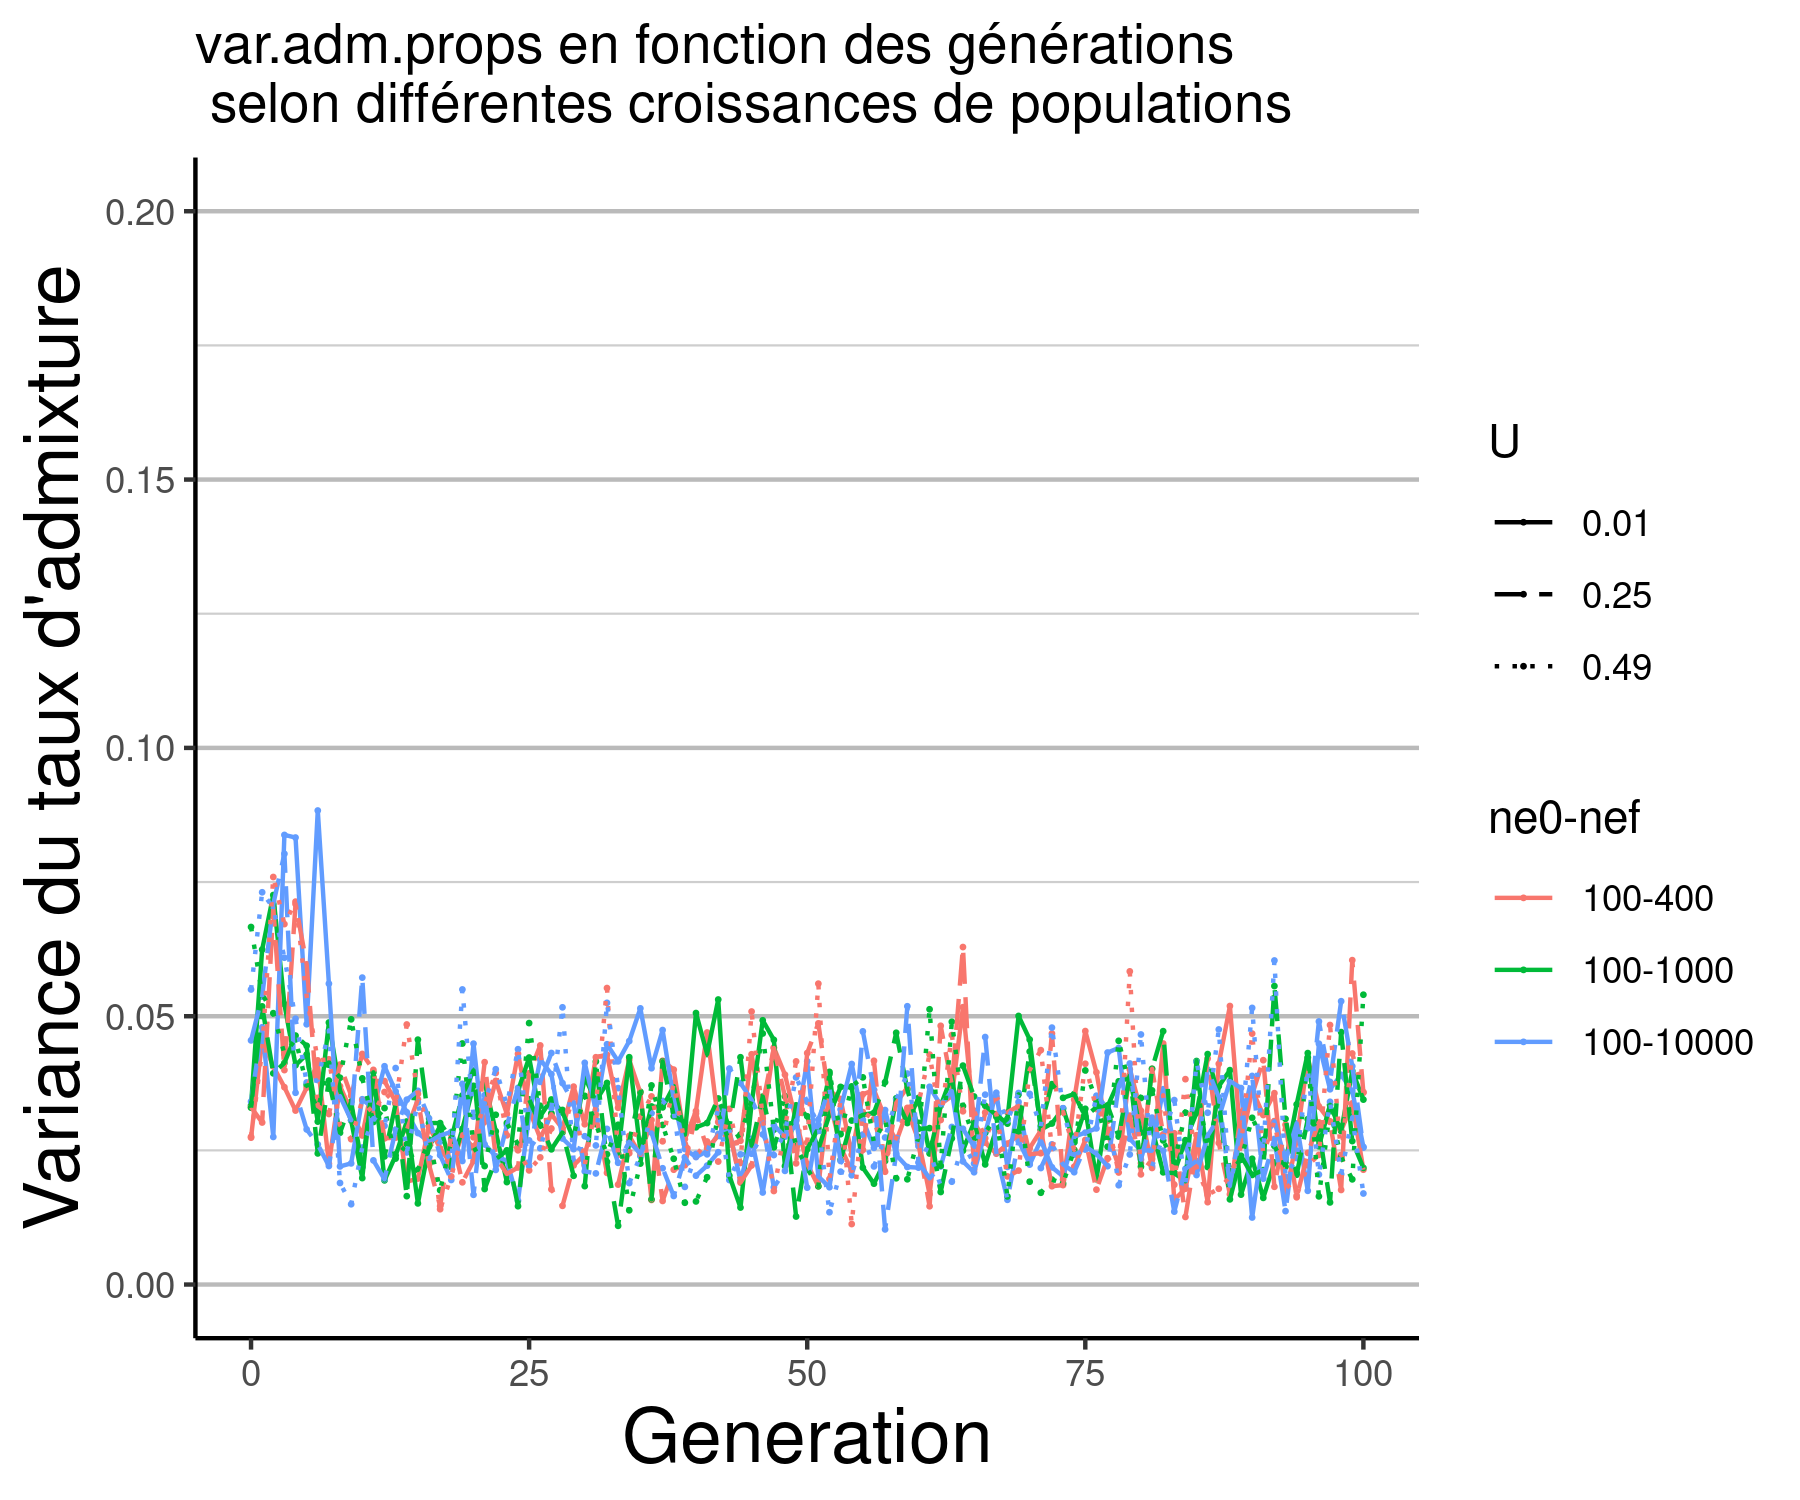 var.adm.props en fonction des générations
selon différentes croissances de populations
Variance du taux d'admixture
0.20
0.15
0.10
0.05
0.00
0
25
50
75
100
Generation
U
0.01
0.25
0.49
ne0-nef
100-400
100-1000
100-10000